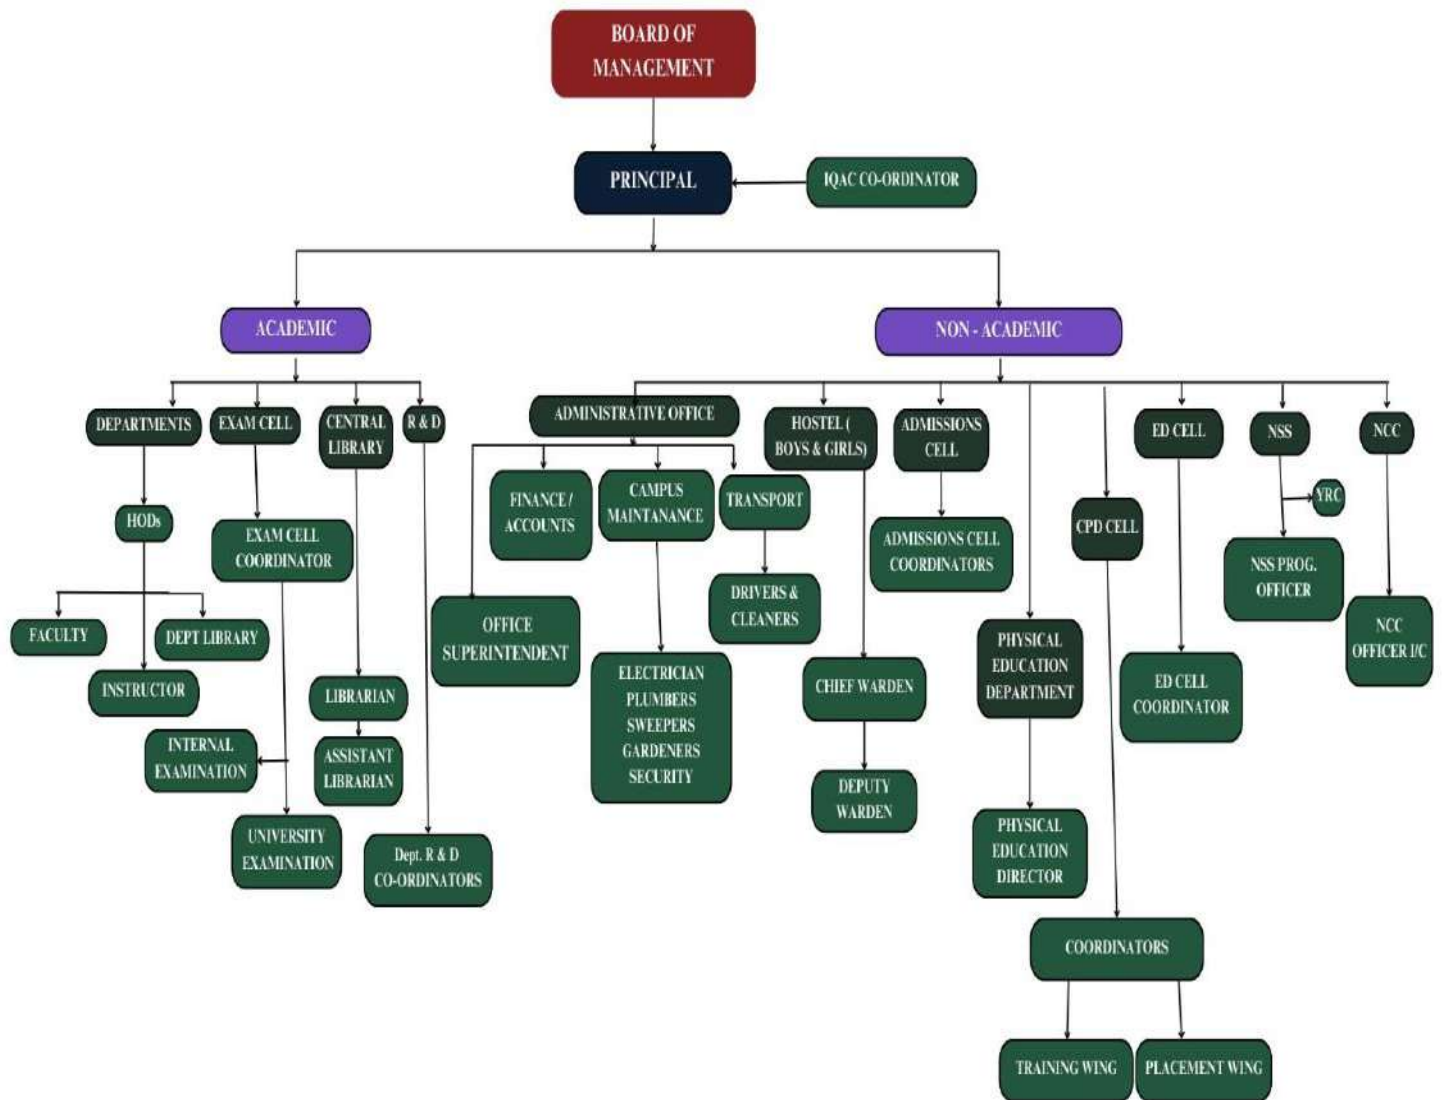 BOARD OF
MANAGEMENT
PRINCIPAL
IQAC CO-ORDINATOR
ACADEMIC
NON - ACADEMIC
DEPARTMENTS
EXAM CELL
CENTRAL
LIBRARY
R & D
ADMINISTRATIVE OFFICE
HOSTEL (
BOYS & GIRLS)
ADMISSIONS
CELL
ED CELL
NSS
NCC
HODs
EXAM CELL
COORDINATOR
FINANCE /
ACCOUNTS
CAMPUS
MAINTANANCE
TRANSPORT
ADMISSIONS CELL
COORDINATORS
CPD CELL
YRC
NSS PROG.
OFFICER
FACULTY
DEPT LIBRARY
INSTRUCTOR
OFFICE
SUPERINTENDENT
DRIVERS &
CLEANERS
NCC
OFFICER I/C
LIBRARIAN
ELECTRICIAN
PLUMBERS
SWEEPERS
GARDENERS
SECURITY
CHIEF WARDEN
PHYSICAL
EDUCATION
DEPARTMENT
ED CELL
COORDINATOR
INTERNAL
EXAMINATION
ASSISTANT
LIBRARIAN
DEPUTY
WARDEN
UNIVERSITY
EXAMINATION
Dept. R & D
CO-ORDINATORS
PHYSICAL
EDUCATION
DIRECTOR
COORDINATORS
TRAINING WING
PLACEMENT WING